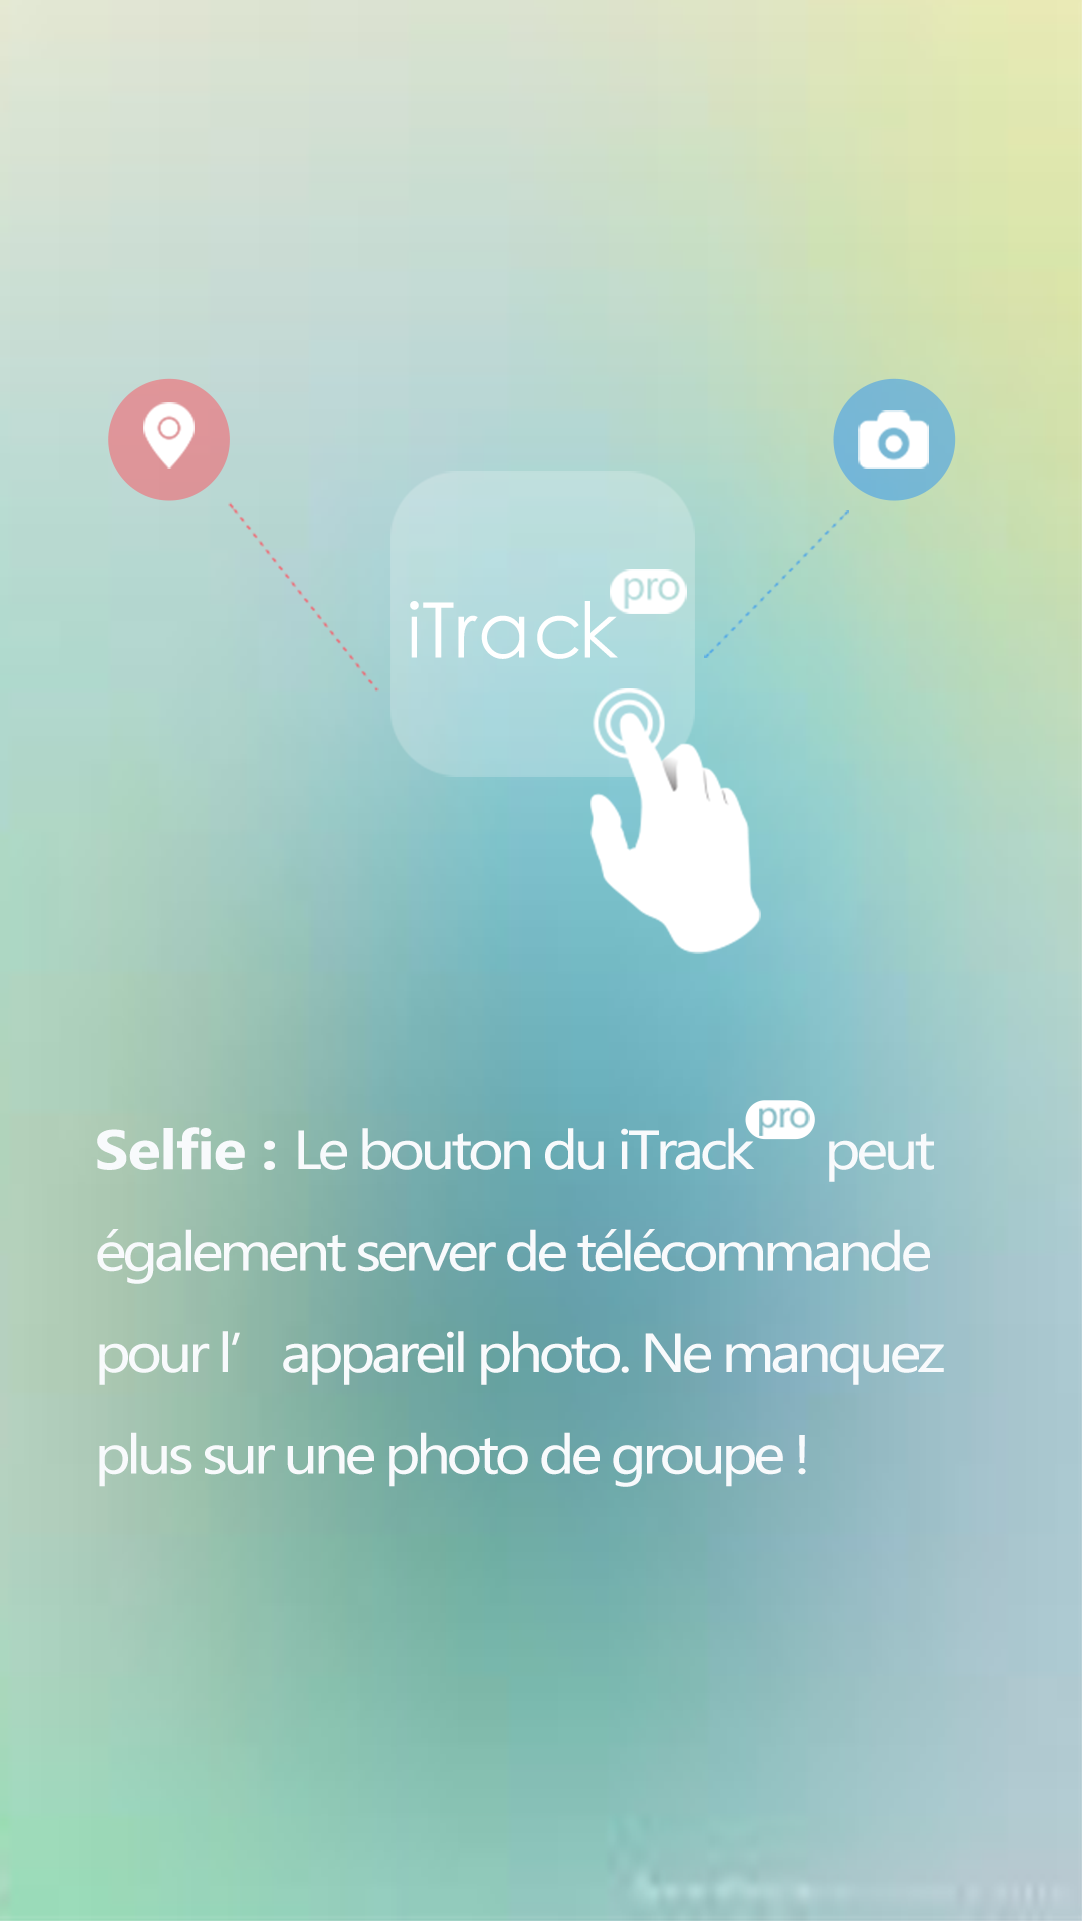 iTrack pro
Selfie : Le bouton du iTrack pro peut
également server de télécommande
pour l’ appareil photo. Ne manquez
plus sur une photo de groupe !